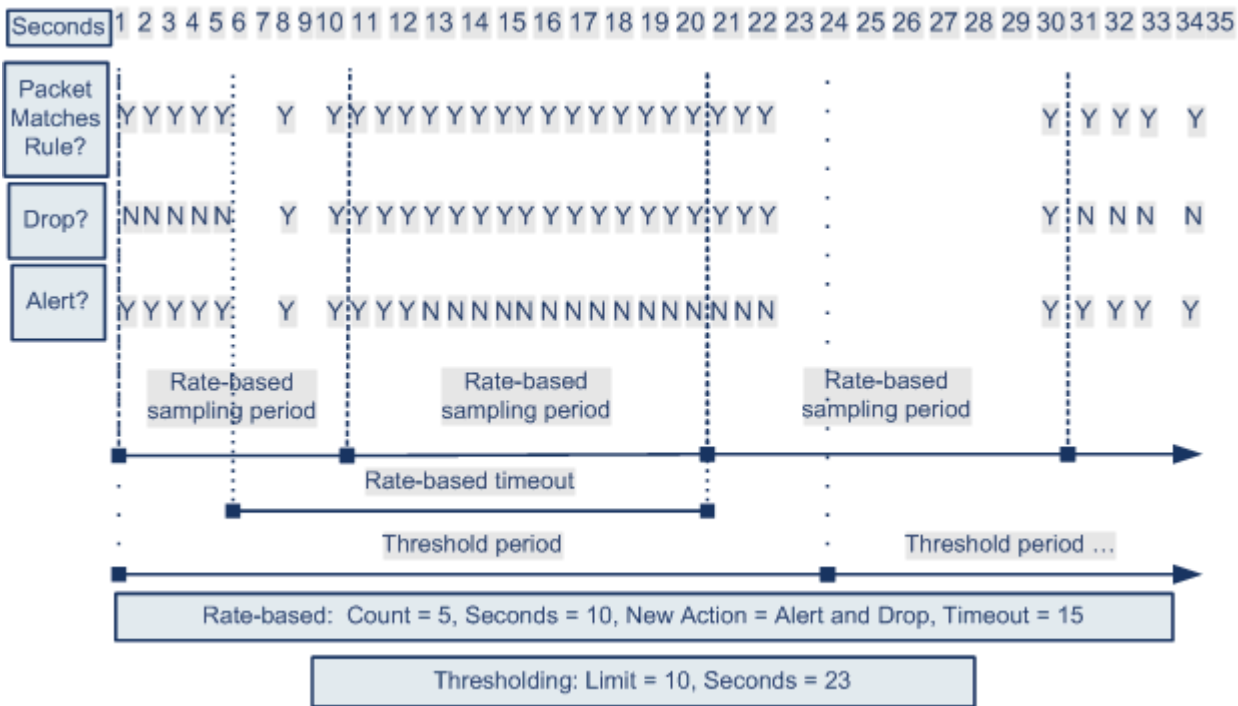 Seconds 1 2 3 4 5 6 7 8 9 10 11 12 13 14 15 16 17 18 19 20 21 22 23 24 25 26 27 28 29 30 31 32 33 34 35
Packet
Matches
Rule?
Y Y Y Y Y Y Y Y Y Y Y Y Y Y Y Y Y Y Y Y Y Y Y Y Y Y Y Y Y Y
Drop?
N N N N N Y Y Y Y Y Y Y Y Y Y Y Y Y Y Y Y Y Y Y Y Y N N N N
Alert?
Y Y Y Y Y Y Y Y Y Y N N N N N N N N N N N N N N N Y Y Y Y Y
Rate-based
sampling period
Rate-based
sampling period
Rate-based
sampling period
Rate-based timeout
Threshold period
Threshold period ...
Rate-based: Count = 5, Seconds = 10, New Action = Alert and Drop, Timeout = 15
Thresholding: Limit = 10, Seconds = 23